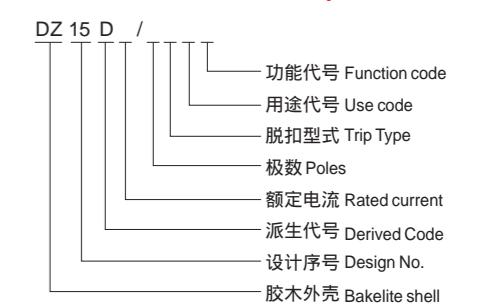 DZ 15 D /
功能代号 Function code
用途代号 Use code
脱扣型式 Trip Type
极数 Poles
额定电流 Rated current
派生代号 Derived Code
设计序号 Design No.
胶木外壳 Bakelite shell